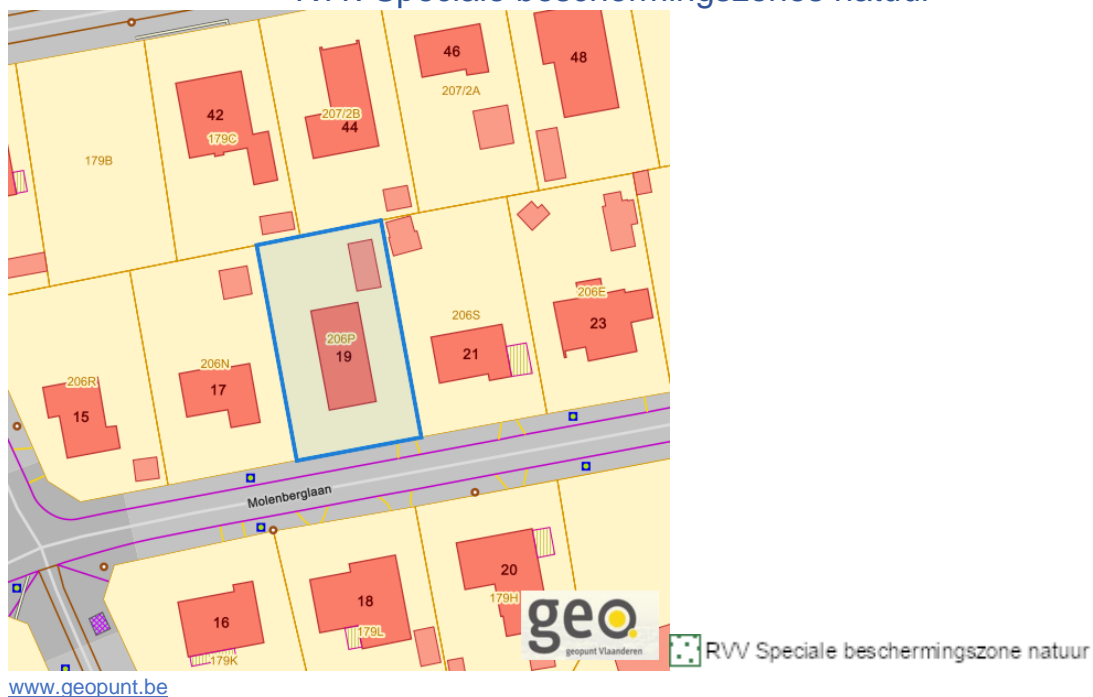 RVV Speciale beschermingszones natuur
46
48
207/2A
42
207/2B
44
179C
179B
206P
19
206S
21
206E
23
206N
17
206R
15
Molenberglaan
20
179H
18
179L
16
179K
geo.
geopunt Vlaanderen
RVV Speciale beschermingszone natuur
www.geopunt.be